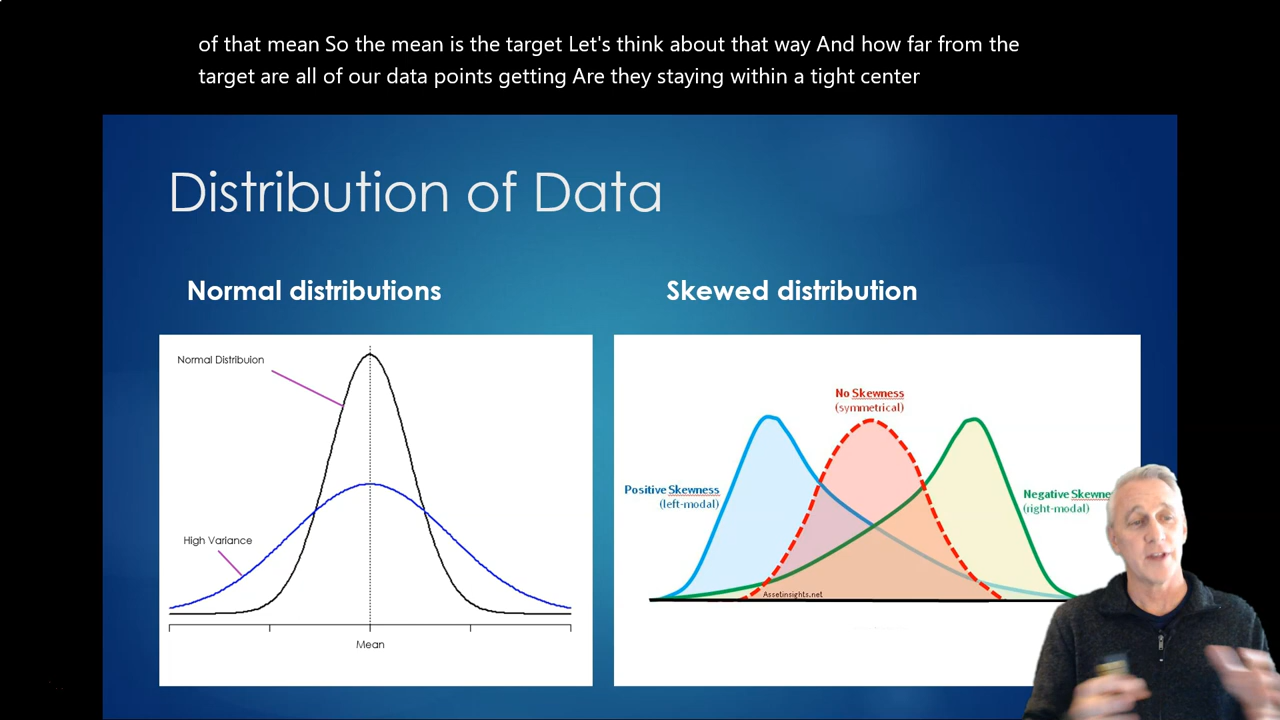 of that mean So the mean is the target Let's think about that way And how far from the
target are all of our data points getting Are they staying within a tight center
Distribution of Data
Normal distributions
Skewed distribution
Normal Distribuion
High Variance
Mean
No Skewness
(symmetrical)
Positive Skewness
(left-modal)
Negative Skewne
(right-modal)
Assetinsights.net